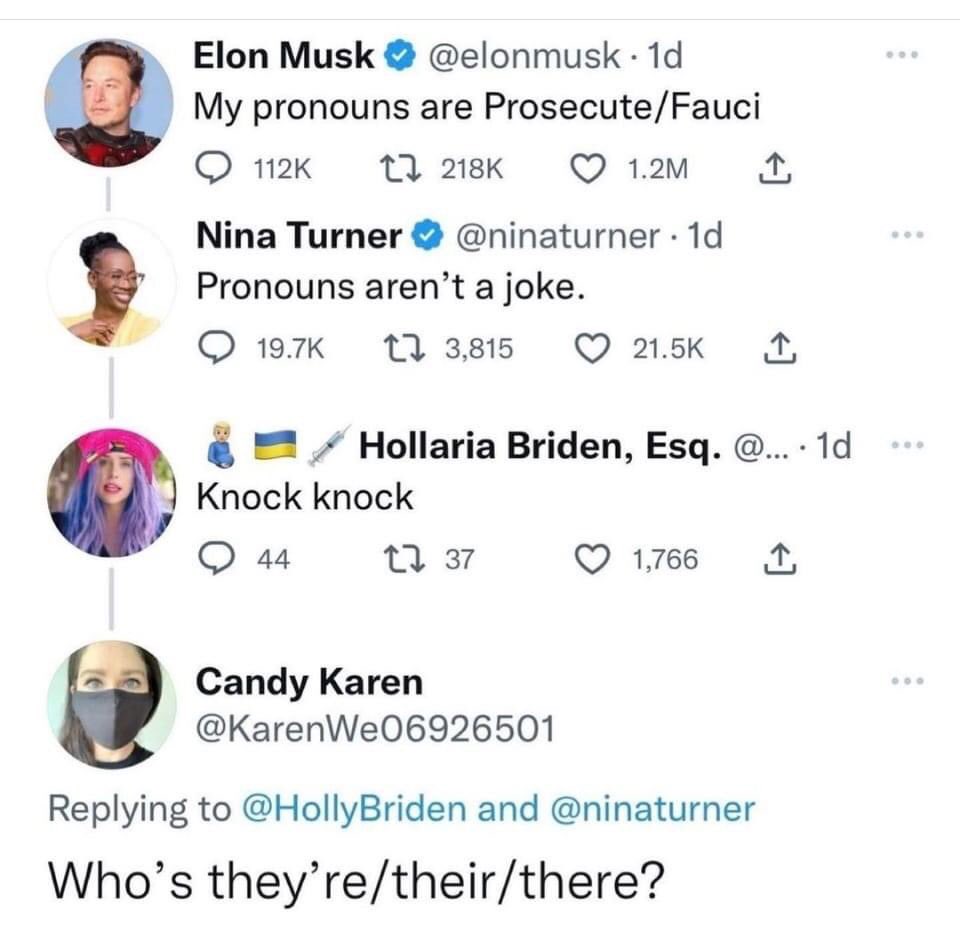 Elon Musk @elonmusk · 1d
My pronouns are Prosecute/Fauci
112K 218K 1.2M
Nina Turner @ninaturner · 1d
Pronouns aren’t a joke.
19.7K 3,815 21.5K
🫃🏼 🇺🇦 💉 Hollaria Briden, Esq. @... · 1d
Knock knock
44 37 1,766
Candy Karen
@KarenWe06926501
Replying to @HollyBriden and @ninaturner
Who’s they’re/their/there?